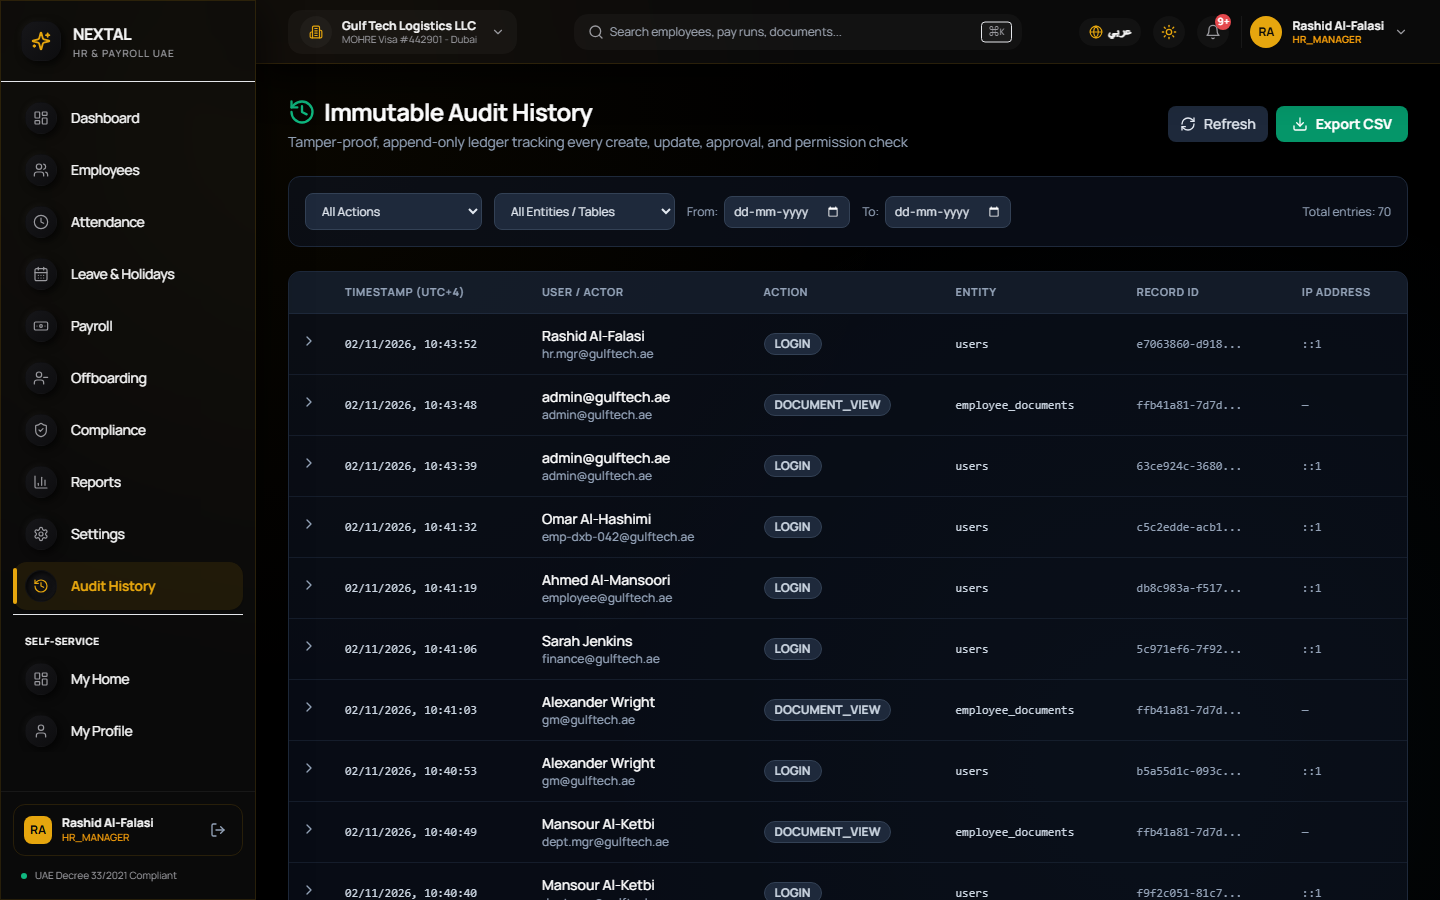 NEXTAL
HR & PAYROLL UAE
Gulf Tech Logistics LLC
MOHRE Visa #442901 - Dubai
Search employees, pay runs, documents...
⌘K
عربي
9+
RA
Rashid Al-Falasi
HR_MANAGER
Dashboard
Employees
Attendance
Leave & Holidays
Payroll
Offboarding
Compliance
Reports
Settings
Audit History
SELF-SERVICE
My Home
My Profile
RA
Rashid Al-Falasi
HR_MANAGER
UAE Decree 33/2021 Compliant
Immutable Audit History
Tamper-proof, append-only ledger tracking every create, update, approval, and permission check
Refresh
Export CSV
All Actions
All Entities / Tables
From: dd-mm-yyyy
To: dd-mm-yyyy
Total entries: 70
TIMESTAMP (UTC+4) USER / ACTOR ACTION ENTITY RECORD ID IP ADDRESS
02/11/2026, 10:43:52 Rashid Al-Falasi LOGIN users e7063860-d918... ::1
hr.mgr@gulftech.ae
02/11/2026, 10:43:48 admin@gulftech.ae DOCUMENT_VIEW employee_documents ffb41a81-7d7d... —
admin@gulftech.ae
02/11/2026, 10:43:39 admin@gulftech.ae LOGIN users 63ce924c-3680... ::1
admin@gulftech.ae
02/11/2026, 10:41:32 Omar Al-Hashimi LOGIN users c5c2edde-acb1... ::1
emp-dxb-042@gulftech.ae
02/11/2026, 10:41:19 Ahmed Al-Mansoori LOGIN users db8c983a-f517... ::1
employee@gulftech.ae
02/11/2026, 10:41:06 Sarah Jenkins LOGIN users 5c971ef6-7f92... ::1
finance@gulftech.ae
02/11/2026, 10:41:03 Alexander Wright DOCUMENT_VIEW employee_documents ffb41a81-7d7d... —
gm@gulftech.ae
02/11/2026, 10:40:53 Alexander Wright LOGIN users b5a55d1c-093c... ::1
gm@gulftech.ae
02/11/2026, 10:40:49 Mansour Al-Ketbi DOCUMENT_VIEW employee_documents ffb41a81-7d7d... —
dept.mgr@gulftech.ae
02/11/2026, 10:40:40 Mansour Al-Ketbi LOGIN users f9f2c051-81c7... ::1